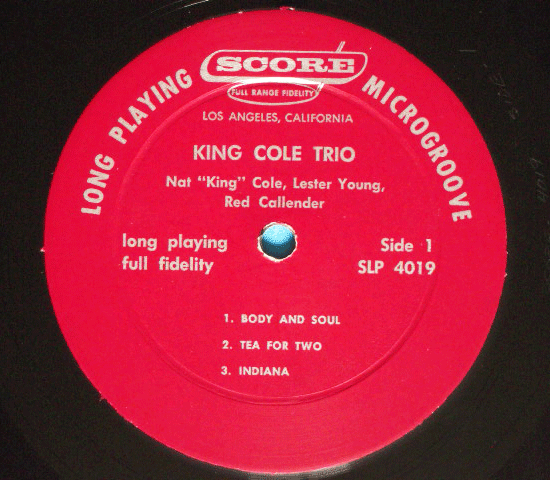 LONG PLAYING
MICROGROOVE
SCORE
FULL RANGE FIDELITY
LOS ANGELES, CALIFORNIA
KING COLE TRIO
Nat "King" Cole, Lester Young,
Red Callender
long playing
full fidelity
Side 1
SLP 4019
1. BODY AND SOUL
2. TEA FOR TWO
3. INDIANA